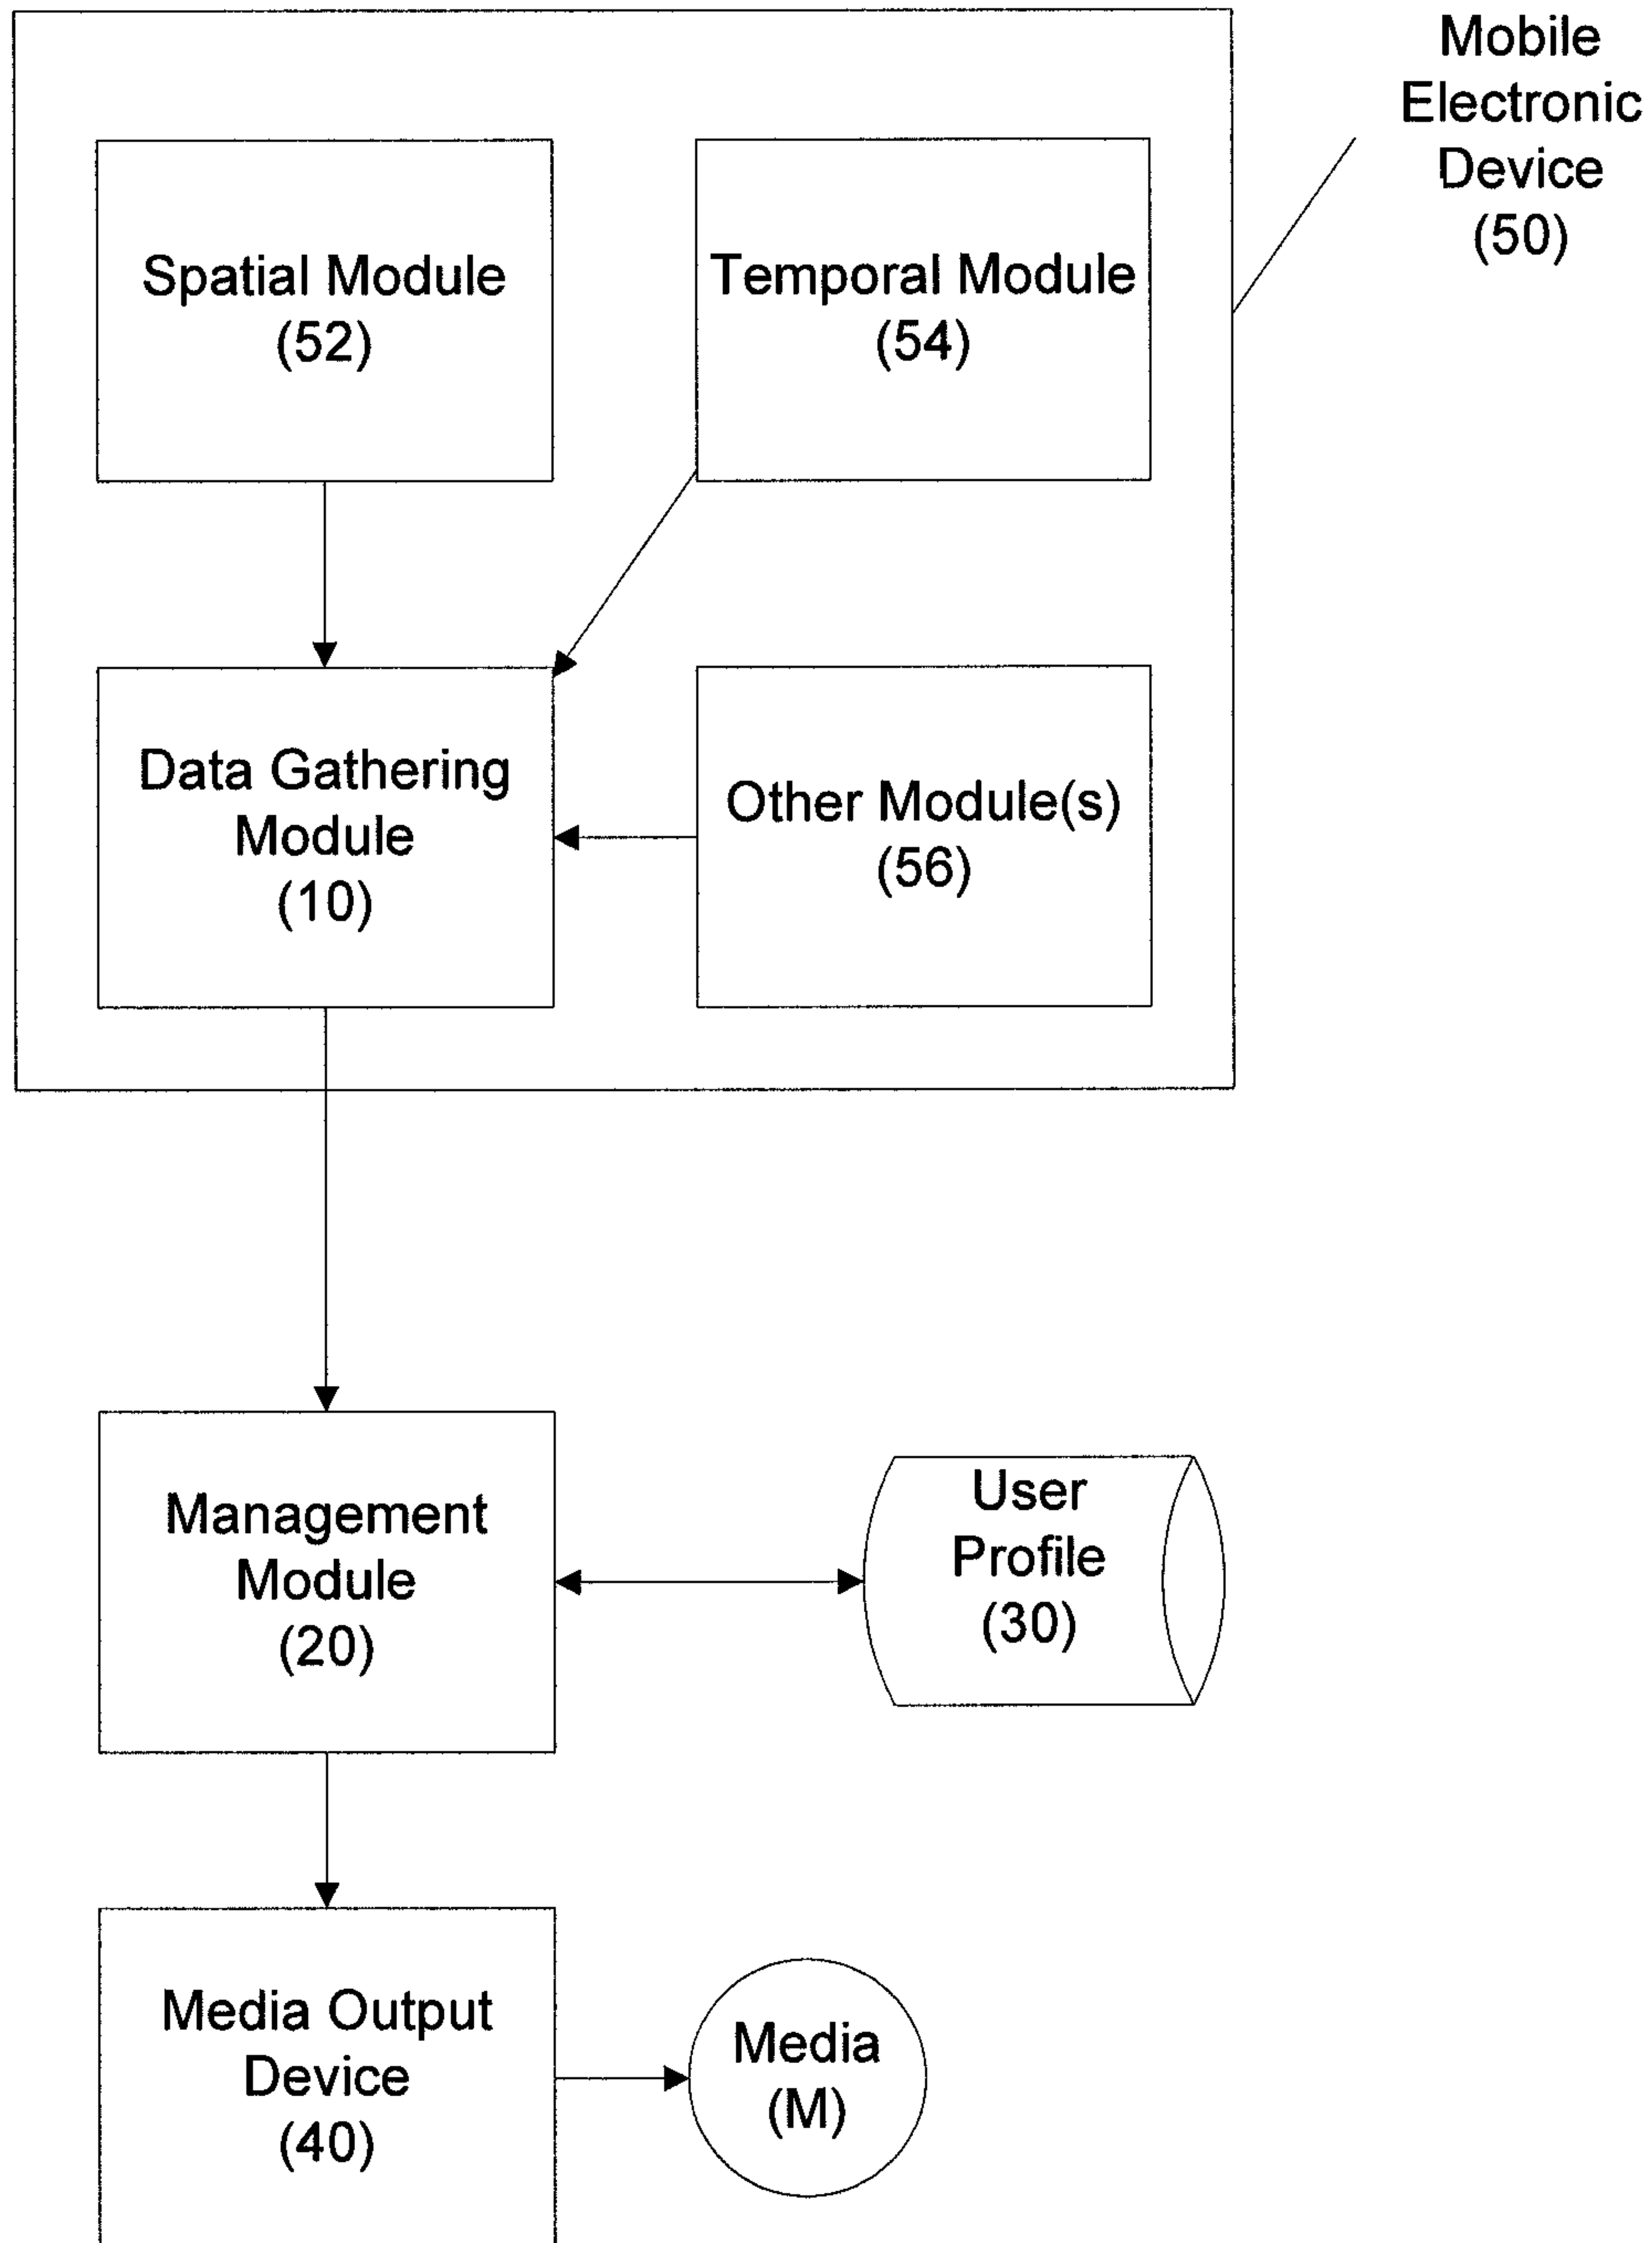 Mobile
Electronic
Device
(50)
Spatial Module
(52)
Temporal Module
(54)
Data Gathering
Module
(10)
Other Module(s)
(56)
Management
Module
(20)
User
Profile
(30)
Media Output
Device
(40)
Media
(M)